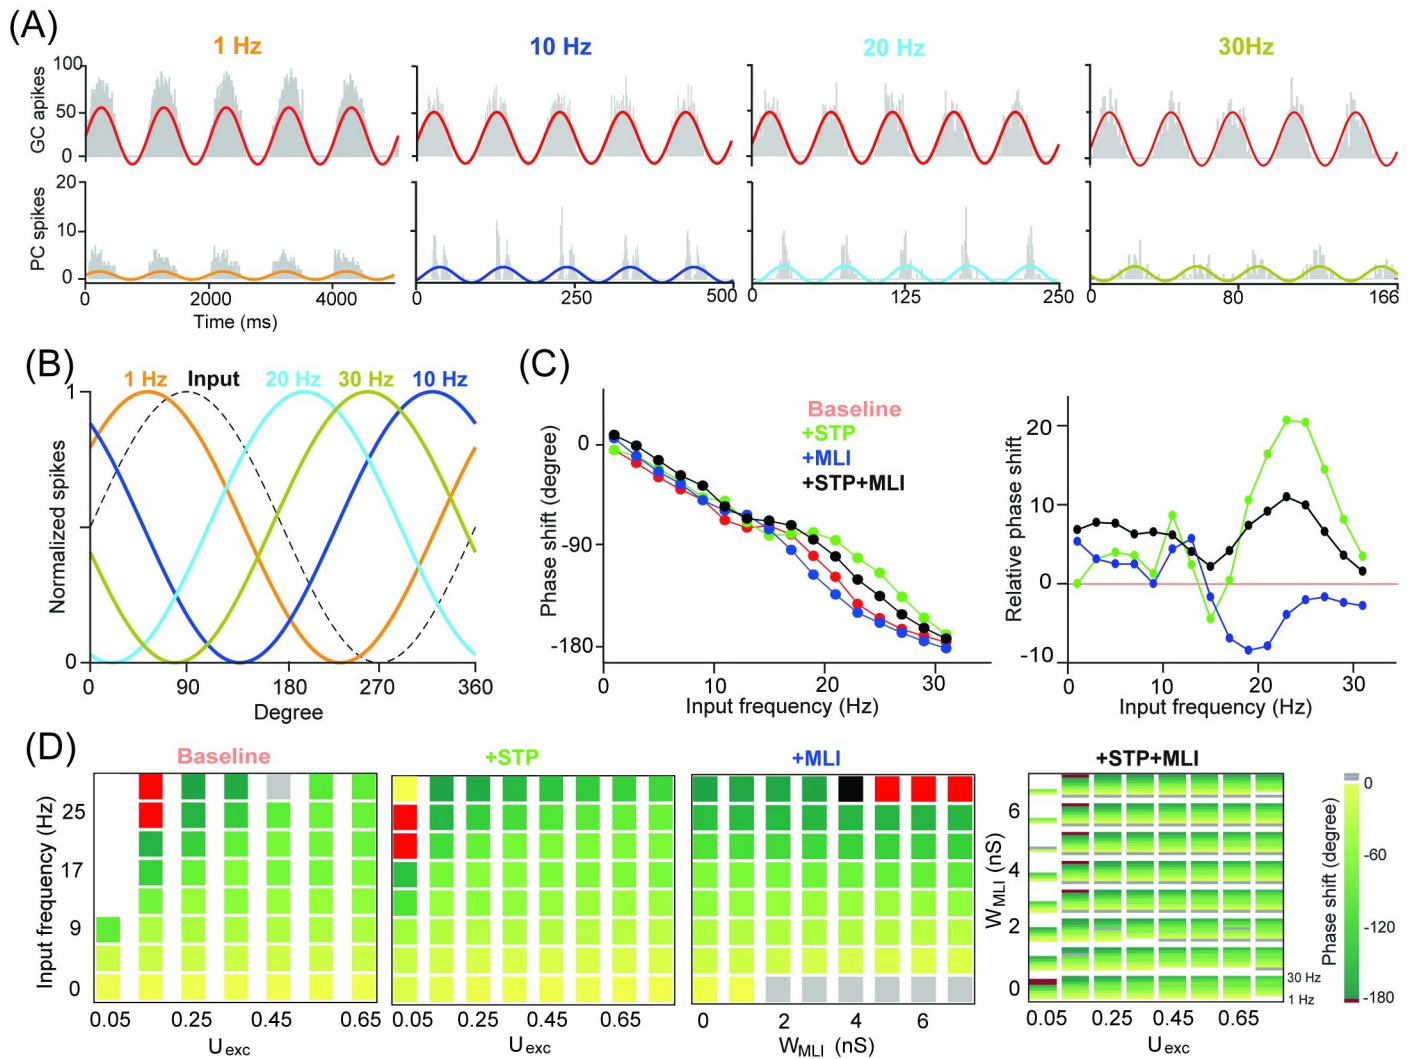 (A)
1 Hz
10 Hz
20 Hz
30Hz
GC apikes
100
50
0
PC spikes
20
10
0
0 2000 4000
0 250 500
0 125 250
0 80 166
Time (ms)
(B)
1 Hz Input 20 Hz 30 Hz 10 Hz
Normalized spikes
1
0
0 90 180 270 360
Degree
(C)
Baseline
+STP
+MLI
+STP+MLI
Phase shift (degree)
0
-90
-180
0 10 20 30
Input frequency (Hz)
Relative phase shift
20
10
0
-10
0 10 20 30
Input frequency (Hz)
(D)
Baseline
+STP
+MLI
+STP+MLI
Input frequency (Hz)
25
17
9
0
0.05 0.25 0.45 0.65
Uexc
0.05 0.25 0.45 0.65
Uexc
0 2 4 6
WMLI (nS)
WMLI (nS)
6
4
2
0
30 Hz
1 Hz
0.05 0.25 0.45 0.65
Uexc
Phase shift (degree)
0
-60
-120
-180